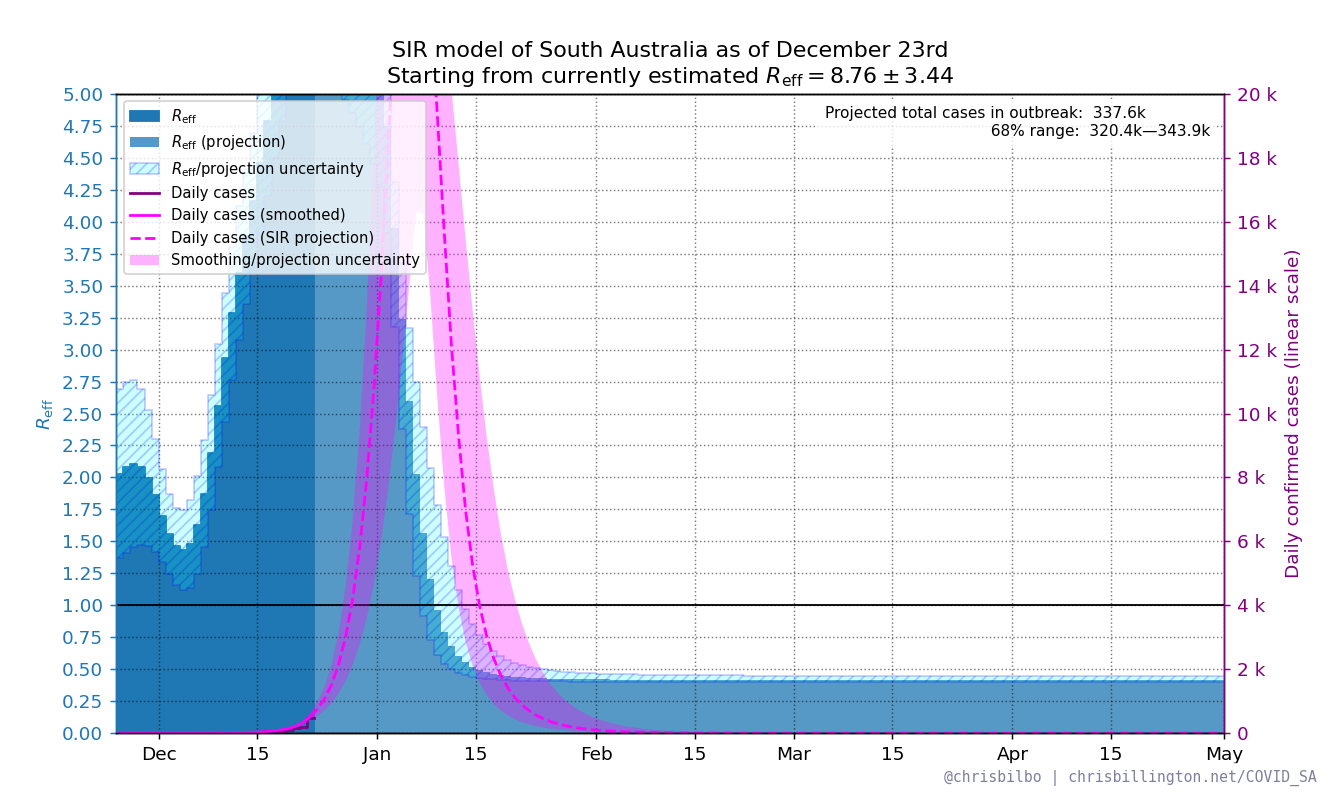 SIR model of South Australia as of December 23rd
Starting from currently estimated R_eff = 8.76 ± 3.44
R_eff
R_eff (projection)
R_eff/projection uncertainty
Daily cases
Daily cases (smoothed)
Daily cases (SIR projection)
Smoothing/projection uncertainty
Projected total cases in outbreak: 337.6k
68% range: 320.4k—343.9k
5.00
4.75
4.50
4.25
4.00
3.75
3.50
3.25
3.00
2.75
2.50
2.25
2.00
1.75
1.50
1.25
1.00
0.75
0.50
0.25
0.00
R_eff
20 k
18 k
16 k
14 k
12 k
10 k
8 k
6 k
4 k
2 k
0
Daily confirmed cases (linear scale)
Dec 15 Jan 15 Feb 15 Mar 15 Apr 15 May
@chrisbilbo | chrisbillington.net/COVID_SA